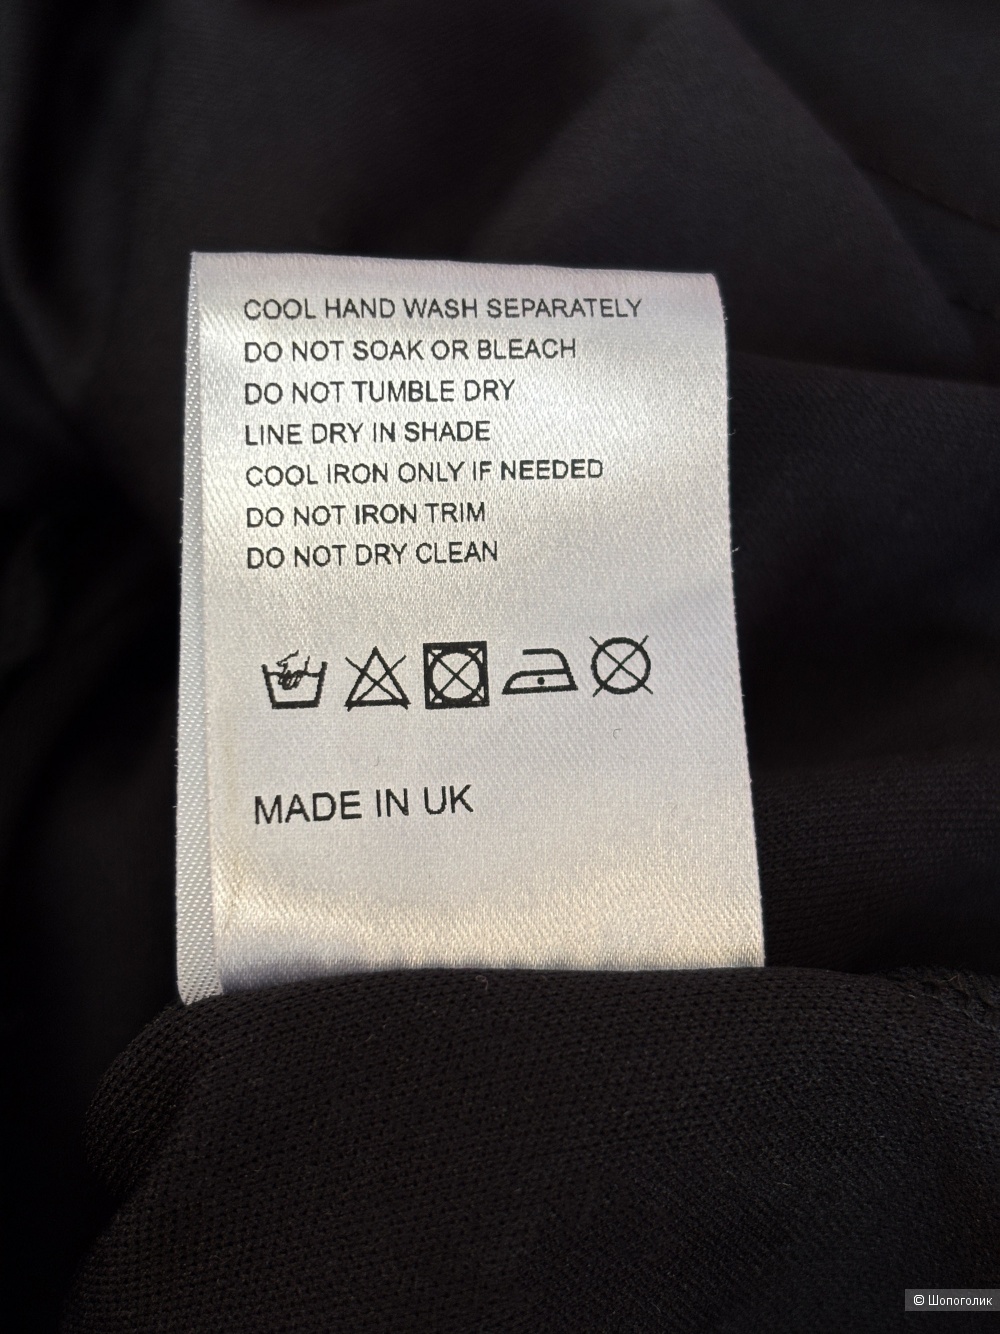 COOL HAND WASH SEPARATELY
DO NOT SOAK OR BLEACH
DO NOT TUMBLE DRY
LINE DRY IN SHADE
COOL IRON ONLY IF NEEDED
DO NOT IRON TRIM
DO NOT DRY CLEAN
MADE IN UK
© Шопоголик